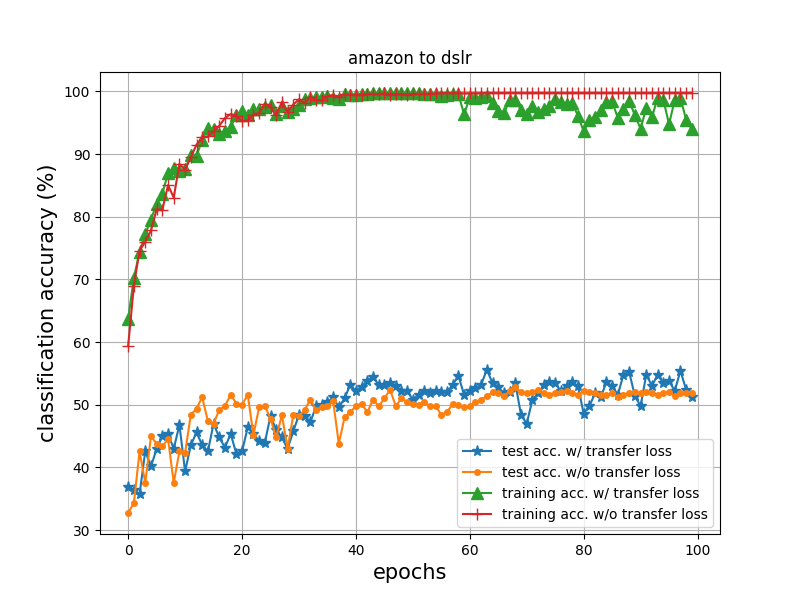 amazon to dslr
classification accuracy (%)
100
90
80
70
60
50
40
30
test acc. w/ transfer loss
test acc. w/o transfer loss
training acc. w/ transfer loss
training acc. w/o transfer loss
0 20 40 60 80 100
epochs